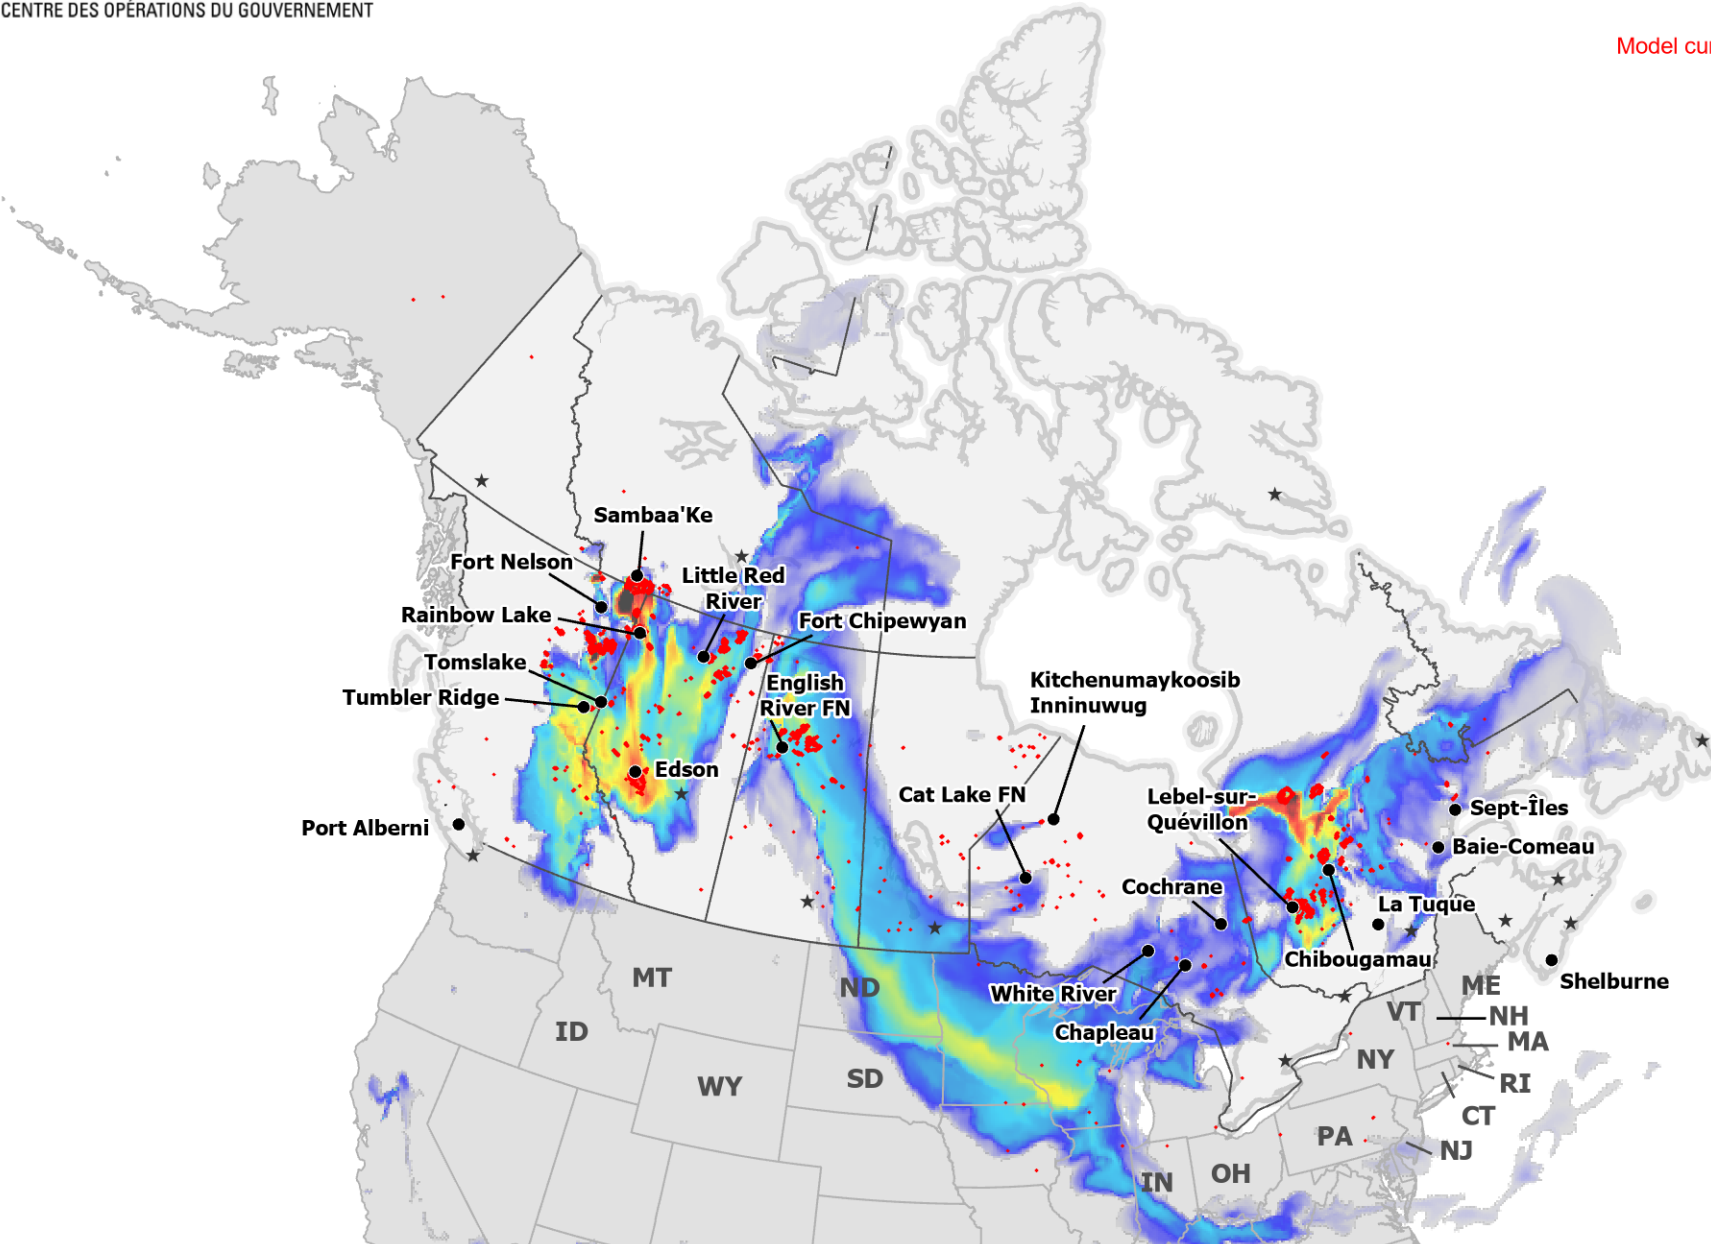 CENTRE DES OPÉRATIONS DU GOUVERNEMENT
Model cur
Sambaa'Ke
Fort Nelson
Little Red
River
Rainbow Lake
Fort Chipewyan
Tomslake
English
River FN
Kitchenumaykoosib
Inninuwug
Tumbler Ridge
Edson
Cat Lake FN
Lebel-sur-
Quévillon
Sept-Îles
Port Alberni
Baie-Comeau
Cochrane
La Tuque
Chibougamau
White River
Shelburne
Chapleau
MT
ND
ME
VT
NH
ID
MA
NY
WY
SD
RI
CT
PA
NJ
IN
OH